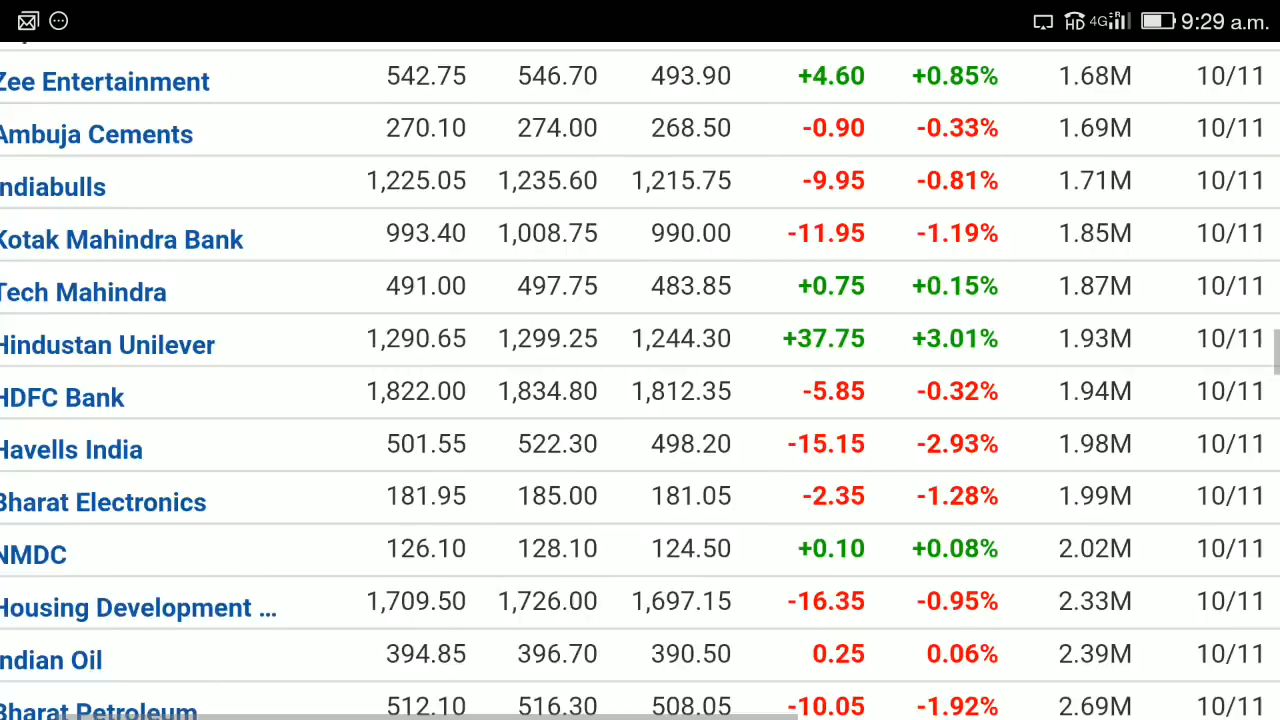 HD 4G R 9:29 a.m.
Zee Entertainment 542.75 546.70 493.90 +4.60 +0.85% 1.68M 10/11
Ambuja Cements 270.10 274.00 268.50 -0.90 -0.33% 1.69M 10/11
ndiabulls 1,225.05 1,235.60 1,215.75 -9.95 -0.81% 1.71M 10/11
Kotak Mahindra Bank 993.40 1,008.75 990.00 -11.95 -1.19% 1.85M 10/11
Tech Mahindra 491.00 497.75 483.85 +0.75 +0.15% 1.87M 10/11
Hindustan Unilever 1,290.65 1,299.25 1,244.30 +37.75 +3.01% 1.93M 10/11
HDFC Bank 1,822.00 1,834.80 1,812.35 -5.85 -0.32% 1.94M 10/11
Havells India 501.55 522.30 498.20 -15.15 -2.93% 1.98M 10/11
Bharat Electronics 181.95 185.00 181.05 -2.35 -1.28% 1.99M 10/11
NMDC 126.10 128.10 124.50 +0.10 +0.08% 2.02M 10/11
Housing Development ... 1,709.50 1,726.00 1,697.15 -16.35 -0.95% 2.33M 10/11
ndian Oil 394.85 396.70 390.50 0.25 0.06% 2.39M 10/11
Bharat Petroleum 512.10 516.30 508.05 -10.05 -1.92% 2.69M 10/11